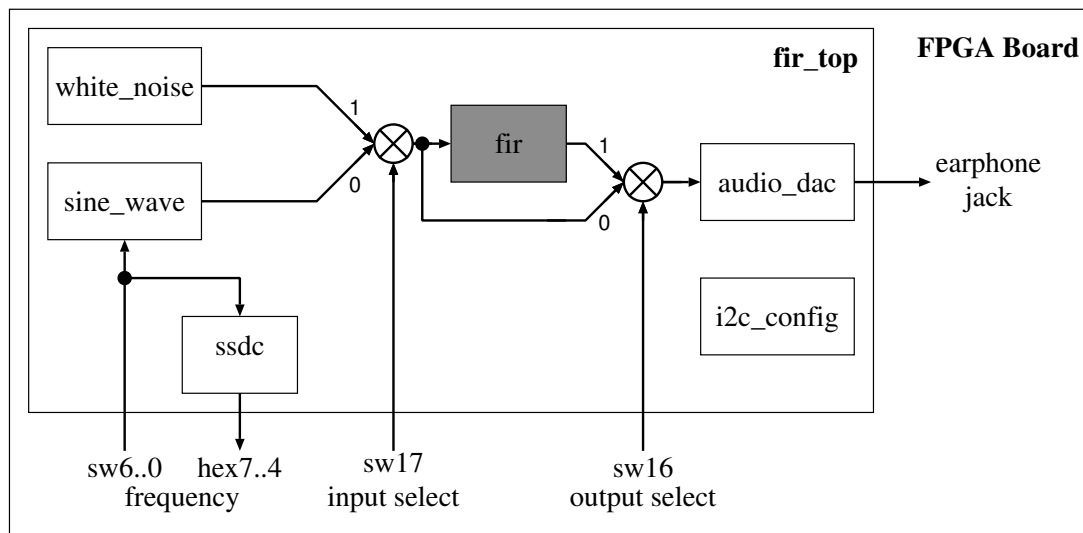 FPGA Board
fir_top
white_noise
1
fir
1
audio_dac
earphone
jack
sine_wave
0
0
i2c_config
ssdc
sw6..0
hex7..4
frequency
sw17
input select
sw16
output select